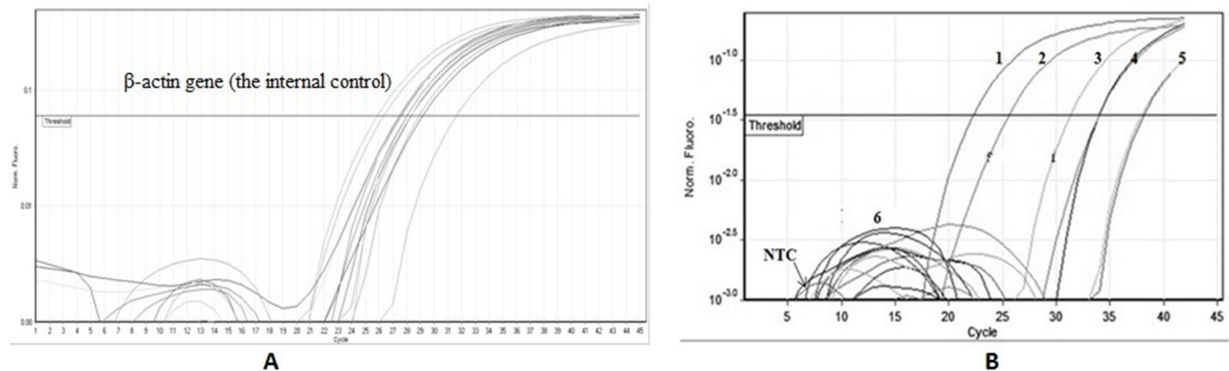 β-actin gene (the internal control)
0.1
Threshold
Norm. Fluoro.
0.01
0.00
1 2 3 4 5 6 7 8 9 10 11 12 13 14 15 16 17 18 19 20 21 22 23 24 25 26 27 28 29 30 31 32 33 34 35 36 37 38 39 40 41 42 43 44 45
Cycle
A
10^-1.0
1 2 3 4 5
10^-1.5
Threshold
Norm. Fluoro.
10^-2.0
6
10^-2.5
NTC
10^-3.0
5 10 15 20 25 30 35 40 45
Cycle
B